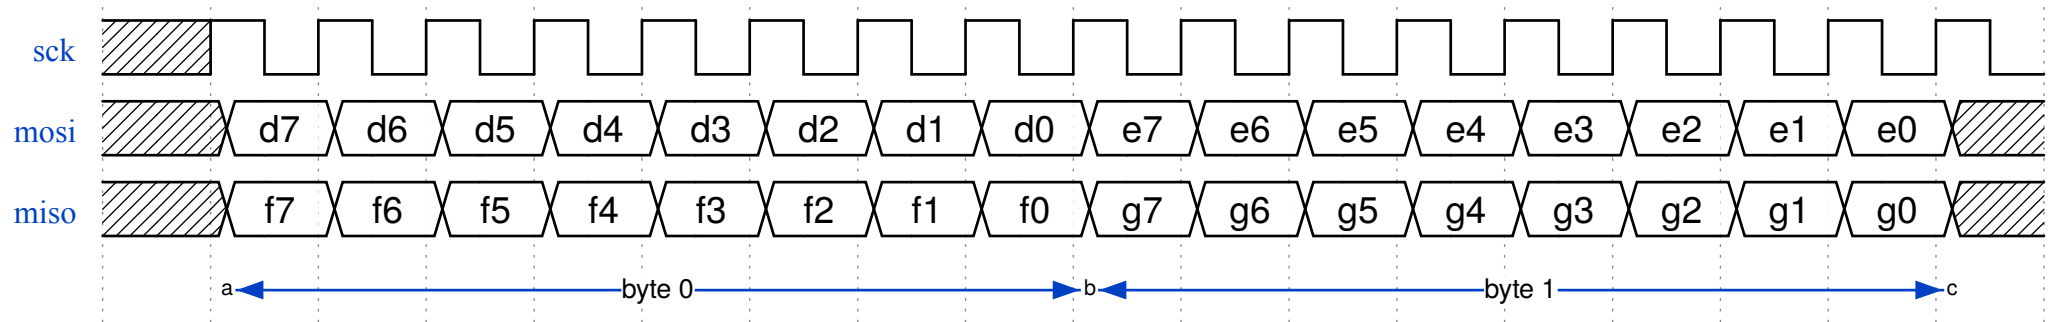 sck
mosi d7 d6 d5 d4 d3 d2 d1 d0 e7 e6 e5 e4 e3 e2 e1 e0
miso f7 f6 f5 f4 f3 f2 f1 f0 g7 g6 g5 g4 g3 g2 g1 g0
a byte 0 b byte 1 c